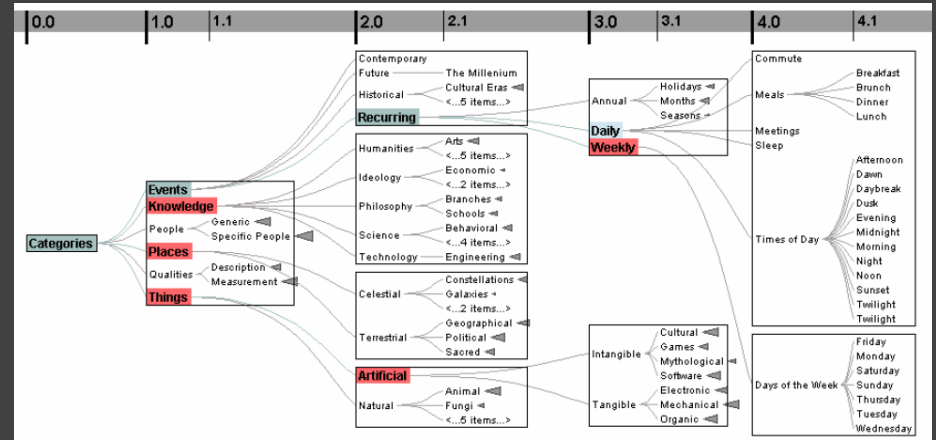 0.0 1.0 1.1 2.0 2.1 3.0 3.1 4.0 4.1
Categories
Events
Knowledge
People
Generic
Specific People
Places
Qualities
Description
Measurement
Things
Contemporary
Future
The Millenium
Historical
Cultural Eras
<...5 items...>
Recurring
Humanities
Arts
<...5 items...>
Ideology
Economic
<...2 items...>
Philosophy
Branches
Schools
Science
Behavioral
<...4 items...>
Technology
Engineering
Celestial
Constellations
Galaxies
<...2 items...>
Terrestrial
Geographical
Political
Sacred
Artificial
Natural
Animal
Fungi
<...5 items...>
Annual
Holidays
Months
Seasons
Daily
Weekly
Intangible
Cultural
Games
Mythological
Software
Tangible
Electronic
Mechanical
Organic
Commute
Meals
Breakfast
Brunch
Dinner
Lunch
Meetings
Sleep
Times of Day
Afternoon
Dawn
Daybreak
Dusk
Evening
Midnight
Morning
Night
Noon
Sunset
Twilight
Twilight
Days of the Week
Friday
Monday
Saturday
Sunday
Thursday
Tuesday
Wednesday